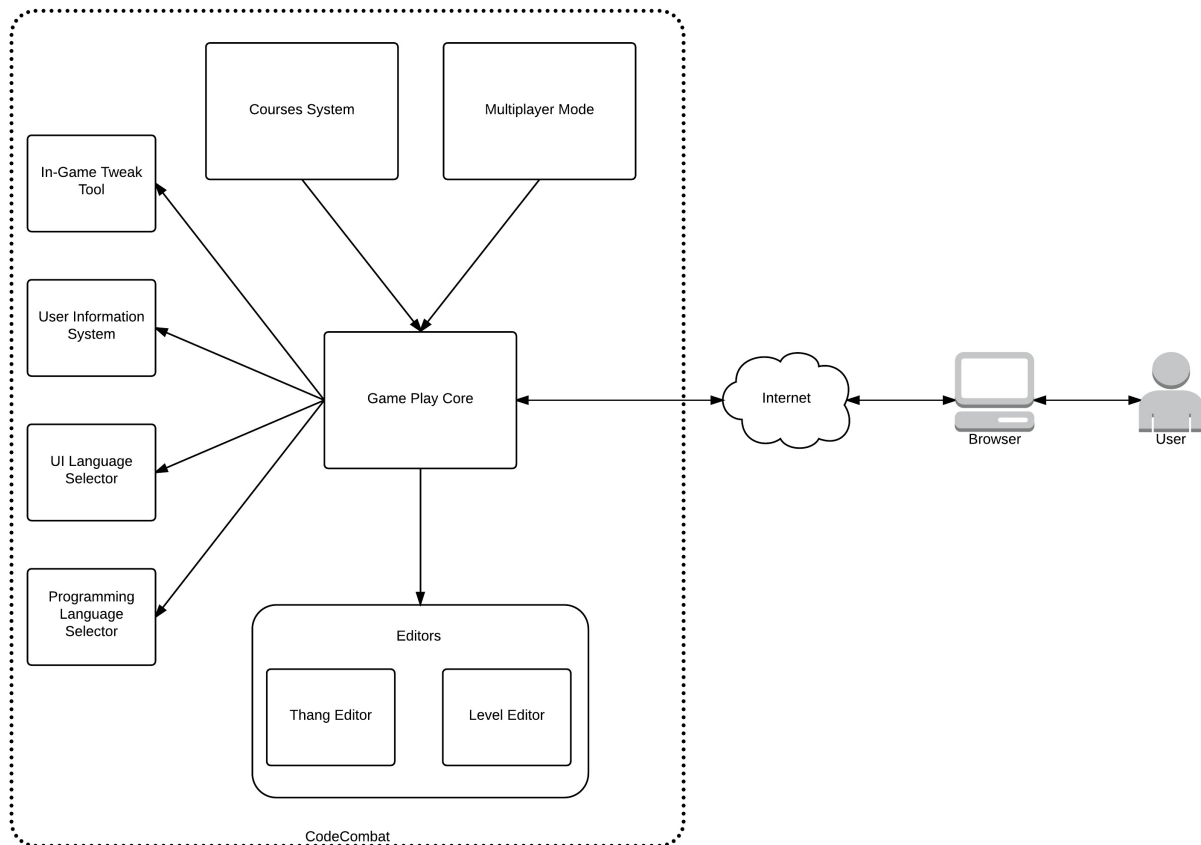 Courses System
Multiplayer Mode
In-Game Tweak
Tool
User Information
System
UI Language
Selector
Programming
Language
Selector
Game Play Core
Internet
Browser
User
Editors
Thang Editor
Level Editor
CodeCombat